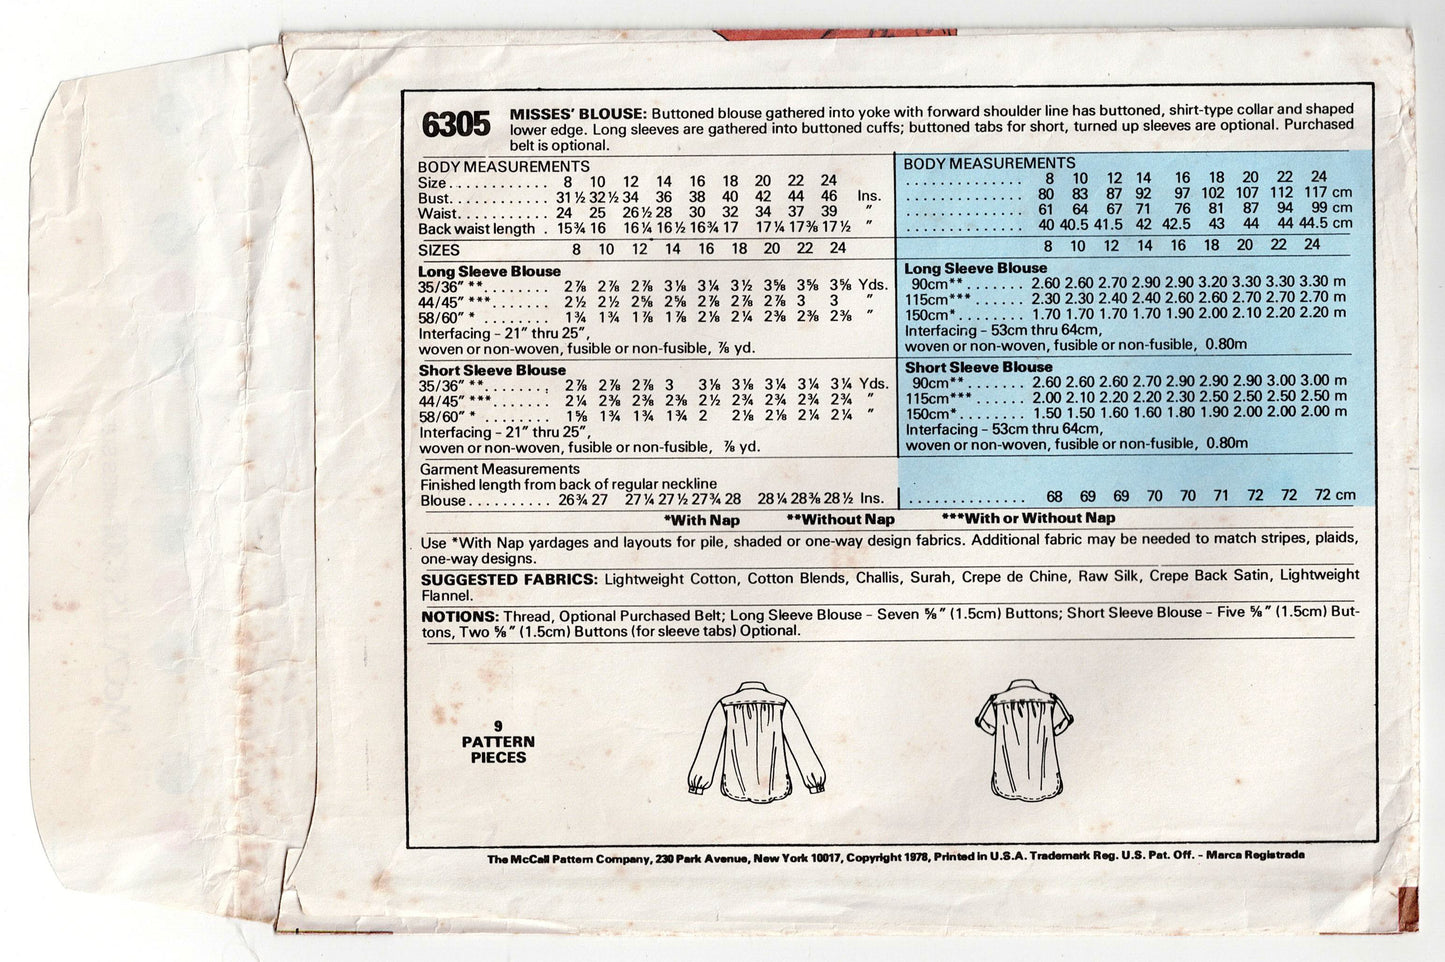 6305 MISSES' BLOUSE: Buttoned blouse gathered into yoke with forward shoulder line has buttoned, shirt-type collar and shaped
lower edge. Long sleeves are gathered into buttoned cuffs; buttoned tabs for short, turned up sleeves are optional. Purchased
belt is optional.
BODY MEASUREMENTS
Size............ 8 10 12 14 16 18 20 22 24
Bust............ 31 ½ 32 ½ 34 36 38 40 42 44 46 Ins.
Waist........... 24 25 26 ½ 28 30 32 34 37 39 "
Back waist length . 15¾ 16 16¼ 16½ 16¾ 17 17¼ 17⅜ 17½ "
SIZES 8 10 12 14 16 18 20 22 24
Long Sleeve Blouse
35/36" **........ 2⅞ 2⅞ 2⅞ 3⅛ 3¼ 3½ 3⅝ 3⅝ 3⅝ Yds.
44/45" ***....... 2½ 2½ 2⅝ 2⅝ 2⅞ 2⅞ 2⅞ 3 3 "
58/60" * ........ 1¾ 1¾ 1⅞ 1⅞ 2⅛ 2¼ 2⅜ 2⅜ 2⅜ "
Interfacing – 21" thru 25",
woven or non-woven, fusible or non-fusible, ⅞ yd.
Short Sleeve Blouse
35/36" **........ 2⅞ 2⅞ 2⅞ 3 3⅛ 3⅛ 3¼ 3¼ 3¼ Yds.
44/45" ***....... 2¼ 2⅜ 2⅜ 2⅜ 2½ 2¾ 2¾ 2¾ 2¾ "
58/60" * ........ 1⅝ 1¾ 1¾ 1¾ 2 2⅛ 2⅛ 2¼ 2¼ "
Interfacing – 21" thru 25",
woven or non-woven, fusible or non-fusible, ⅞ yd.
Garment Measurements
Finished length from back of regular neckline
Blouse.......... 26¾ 27 27¼ 27½ 27¾ 28 28¼ 28⅜ 28½ Ins.
BODY MEASUREMENTS
.............. 8 10 12 14 16 18 20 22 24
.............. 80 83 87 92 97 102 107 112 117 cm
.............. 61 64 67 71 76 81 87 94 99 cm
.............. 40 40.5 41.5 42 42.5 43 44 44 44.5 cm
8 10 12 14 16 18 20 22 24
Long Sleeve Blouse
90cm**....... 2.60 2.60 2.70 2.90 2.90 3.20 3.30 3.30 3.30 m
115cm*** ...... 2.30 2.30 2.40 2.40 2.60 2.60 2.70 2.70 2.70 m
150cm*........ 1.70 1.70 1.70 1.70 1.90 2.00 2.10 2.20 2.20 m
Interfacing – 53cm thru 64cm,
woven or non-woven, fusible or non-fusible, 0.80m
Short Sleeve Blouse
90cm**....... 2.60 2.60 2.60 2.70 2.90 2.90 2.90 3.00 3.00 m
115cm*** ...... 2.00 2.10 2.20 2.20 2.30 2.50 2.50 2.50 2.50 m
150cm*........ 1.50 1.50 1.60 1.60 1.80 1.90 2.00 2.00 2.00 m
Interfacing – 53cm thru 64cm,
woven or non-woven, fusible or non-fusible, 0.80m
.............. 68 69 69 70 70 71 72 72 72 cm
*With Nap **Without Nap ***With or Without Nap
Use *With Nap yardages and layouts for pile, shaded or one-way design fabrics. Additional fabric may be needed to match stripes, plaids,
one-way designs.
SUGGESTED FABRICS: Lightweight Cotton, Cotton Blends, Challis, Surah, Crepe de Chine, Raw Silk, Crepe Back Satin, Lightweight
Flannel.
NOTIONS: Thread, Optional Purchased Belt; Long Sleeve Blouse – Seven ⅝" (1.5cm) Buttons; Short Sleeve Blouse – Five ⅝" (1.5cm) But-
tons, Two ⅝" (1.5cm) Buttons (for sleeve tabs) Optional.
9
PATTERN
PIECES
The McCall Pattern Company, 230 Park Avenue, New York 10017, Copyright 1978, Printed in U.S.A. Trademark Reg. U.S. Pat. Off. - Marca Registrada